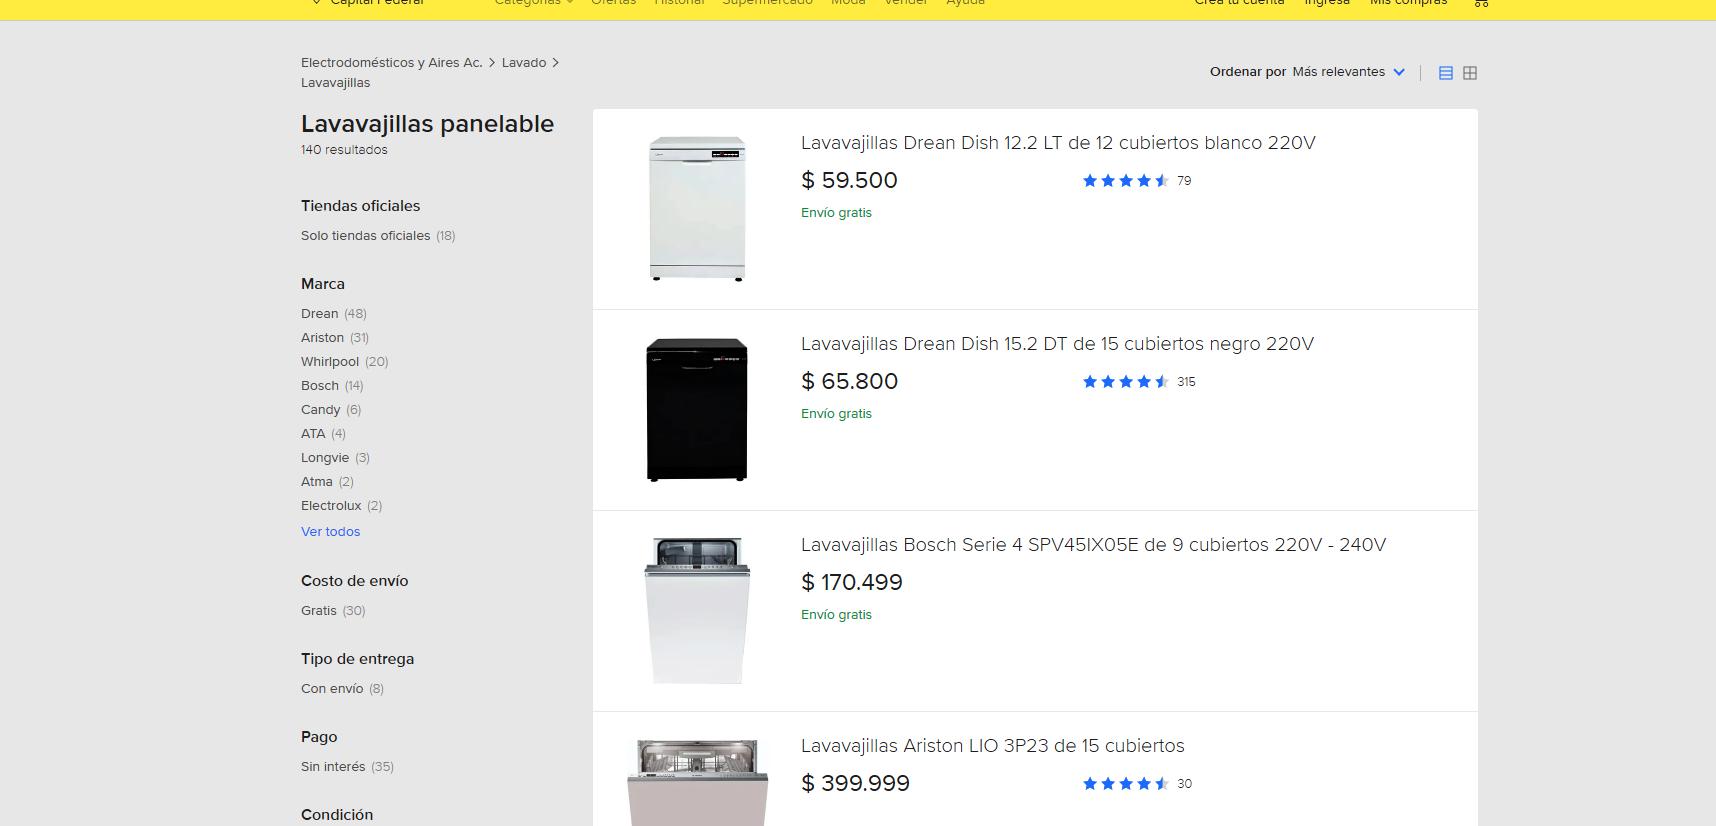 Capital Federal
Categorías Ofertas Historial Supermercado Moda Vender Ayuda
Crea tu cuenta Ingresa Mis compras
Electrodomésticos y Aires Ac. > Lavado >
Lavavajillas
Ordenar por Más relevantes
Lavavajillas panelable
140 resultados
Tiendas oficiales
Solo tiendas oficiales (18)
Marca
Drean (48)
Ariston (31)
Whirlpool (20)
Bosch (14)
Candy (6)
ATA (4)
Longvie (3)
Atma (2)
Electrolux (2)
Ver todos
Costo de envío
Gratis (30)
Tipo de entrega
Con envío (8)
Pago
Sin interés (35)
Condición
Lavavajillas Drean Dish 12.2 LT de 12 cubiertos blanco 220V
$ 59.500
79
Envío gratis
Lavavajillas Drean Dish 15.2 DT de 15 cubiertos negro 220V
$ 65.800
315
Envío gratis
Lavavajillas Bosch Serie 4 SPV45IX05E de 9 cubiertos 220V - 240V
$ 170.499
Envío gratis
Lavavajillas Ariston LIO 3P23 de 15 cubiertos
$ 399.999
30